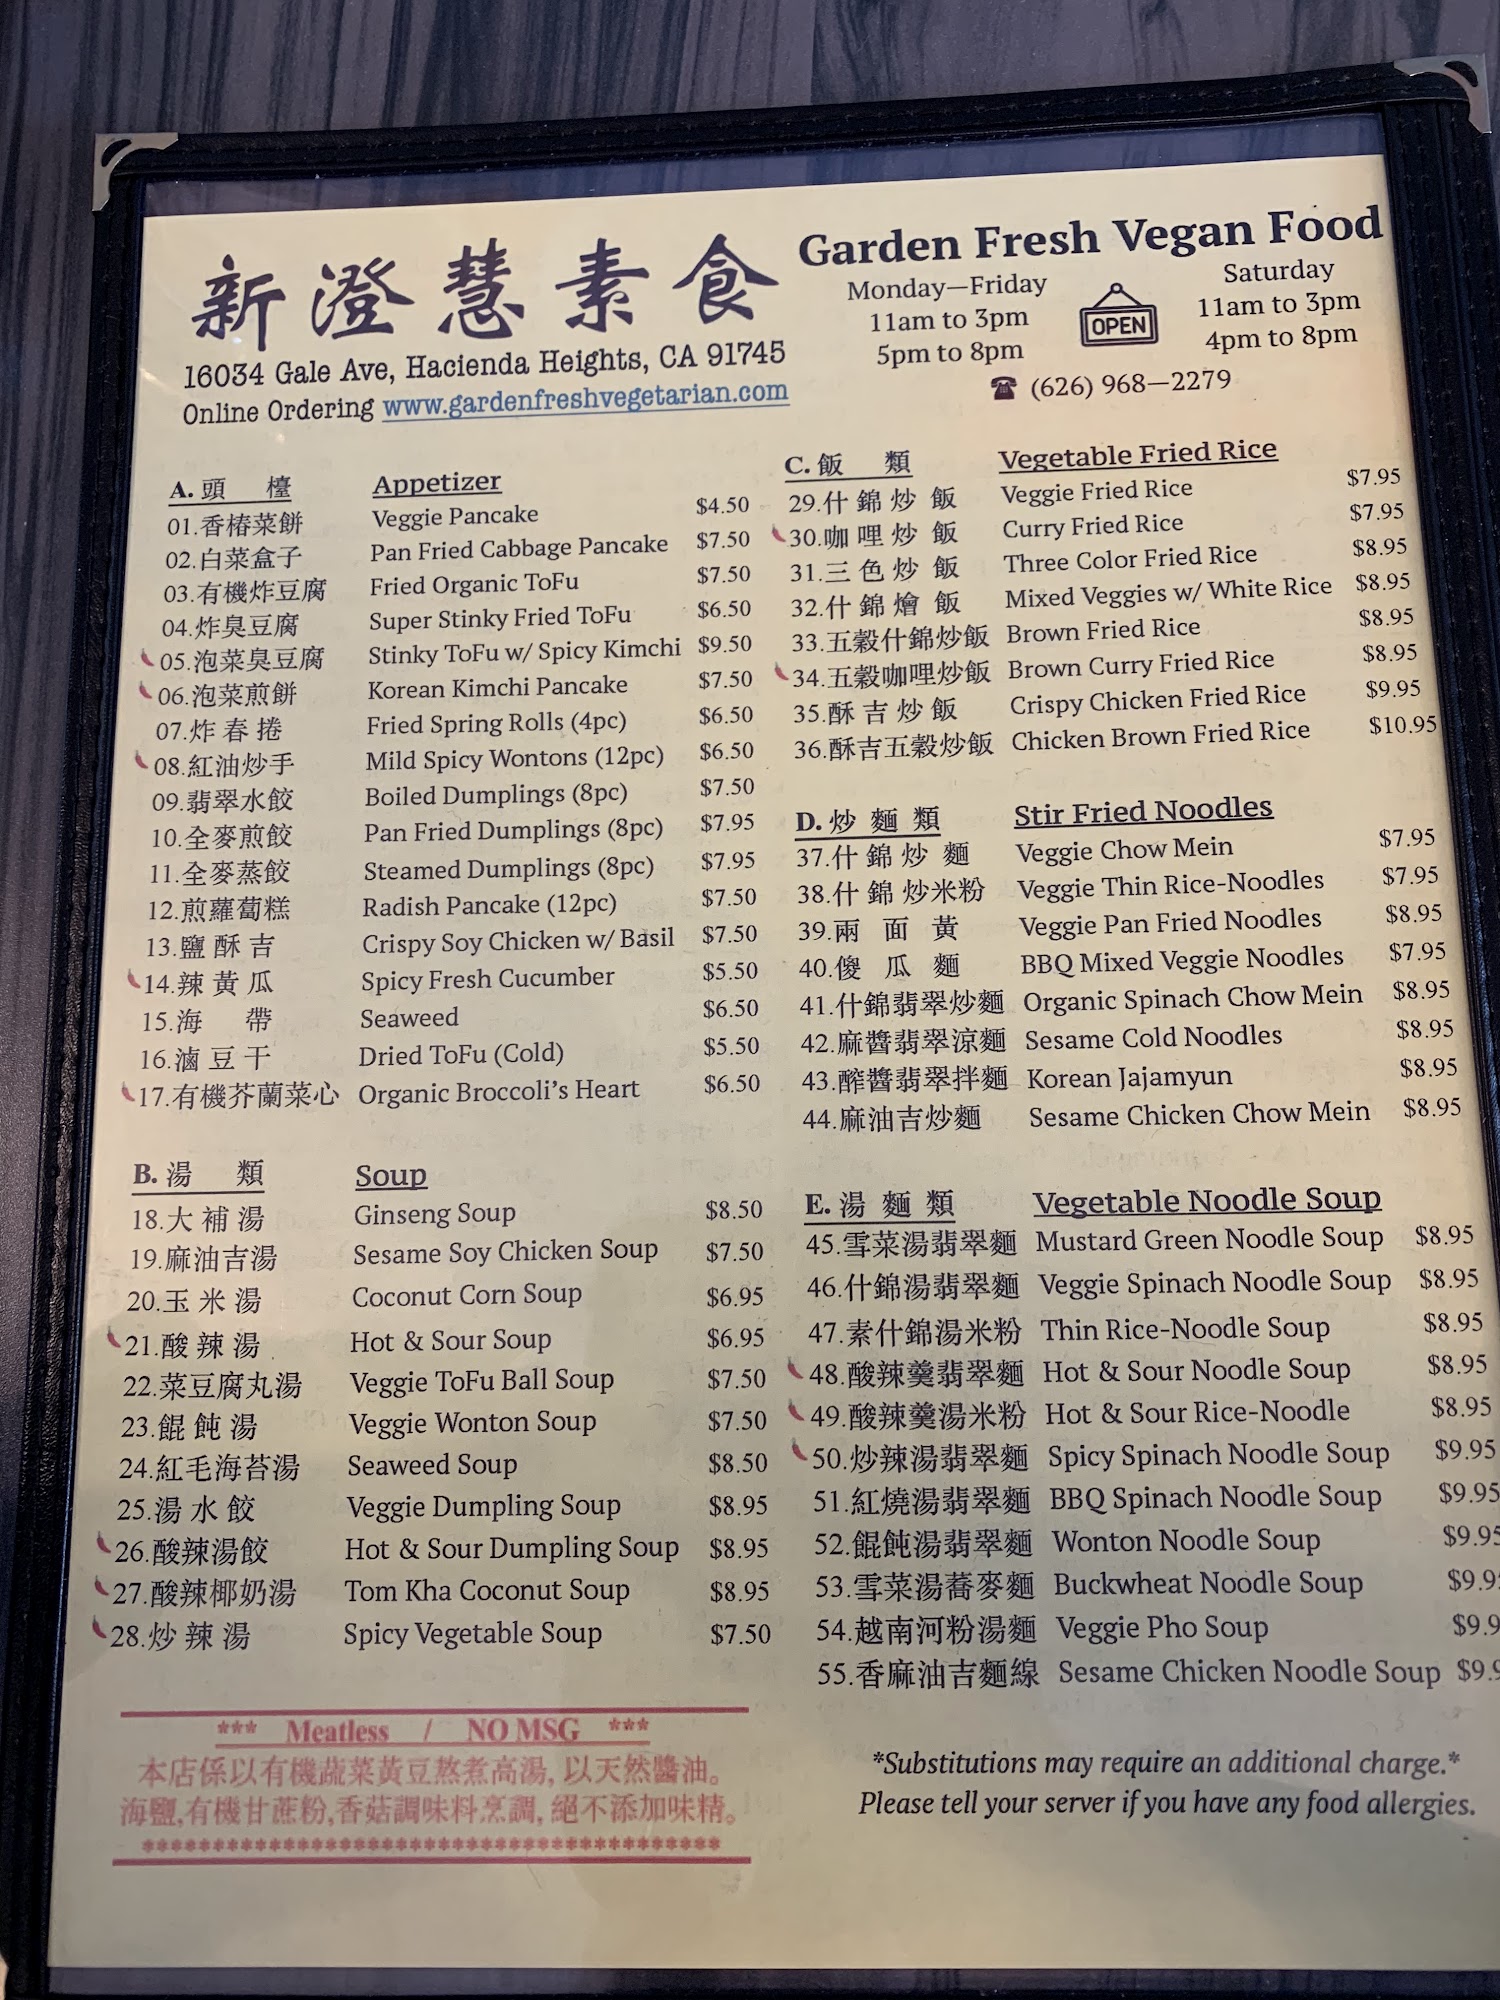 新澄慧素食
16034 Gale Ave, Hacienda Heights, CA 91745
Online Ordering www.gardenfreshvegetarian.com
Garden Fresh Vegan Food
Monday—Friday
11am to 3pm
5pm to 8pm
OPEN
Saturday
11am to 3pm
4pm to 8pm
☎ (626) 968—2279
A. 頭 檯 Appetizer
01.香椿菜餅 Veggie Pancake $4.50
02.白菜盒子 Pan Fried Cabbage Pancake $7.50
03.有機炸豆腐 Fried Organic ToFu $7.50
04.炸臭豆腐 Super Stinky Fried ToFu $6.50
05.泡菜臭豆腐 Stinky ToFu w/ Spicy Kimchi $9.50
06.泡菜煎餅 Korean Kimchi Pancake $7.50
07.炸 春 捲 Fried Spring Rolls (4pc) $6.50
08.紅油炒手 Mild Spicy Wontons (12pc) $6.50
09.翡翠水餃 Boiled Dumplings (8pc) $7.50
10.全麥煎餃 Pan Fried Dumplings (8pc) $7.95
11.全麥蒸餃 Steamed Dumplings (8pc) $7.95
12.煎蘿蔔糕 Radish Pancake (12pc) $7.50
13.鹽 酥 吉 Crispy Soy Chicken w/ Basil $7.50
14.辣 黃 瓜 Spicy Fresh Cucumber $5.50
15.海 帶 Seaweed $6.50
16.滷 豆 干 Dried ToFu (Cold) $5.50
17.有機芥蘭菜心 Organic Broccoli's Heart $6.50
B. 湯 類 Soup
18.大 補 湯 Ginseng Soup $8.50
19.麻油吉湯 Sesame Soy Chicken Soup $7.50
20.玉 米 湯 Coconut Corn Soup $6.95
21.酸 辣 湯 Hot & Sour Soup $6.95
22.菜豆腐丸湯 Veggie ToFu Ball Soup $7.50
23.餛 飩 湯 Veggie Wonton Soup $7.50
24.紅毛海苔湯 Seaweed Soup $8.50
25.湯 水 餃 Veggie Dumpling Soup $8.95
26.酸辣湯餃 Hot & Sour Dumpling Soup $8.95
27.酸辣椰奶湯 Tom Kha Coconut Soup $8.95
28.炒 辣 湯 Spicy Vegetable Soup $7.50
*** Meatless / NO MSG ***
本店係以有機蔬菜黃豆熬煮高湯, 以天然醬油。
海鹽,有機甘蔗粉,香菇調味料烹調, 絕不添加味精。
C. 飯 類 Vegetable Fried Rice
29.什 錦 炒 飯 Veggie Fried Rice $7.95
30.咖 哩 炒 飯 Curry Fried Rice $7.95
31.三 色 炒 飯 Three Color Fried Rice $8.95
32.什 錦 燴 飯 Mixed Veggies w/ White Rice $8.95
33.五穀什錦炒飯 Brown Fried Rice $8.95
34.五穀咖哩炒飯 Brown Curry Fried Rice $8.95
35.酥 吉 炒 飯 Crispy Chicken Fried Rice $9.95
36.酥吉五穀炒飯 Chicken Brown Fried Rice $10.95
D. 炒 麵 類 Stir Fried Noodles
37.什 錦 炒 麵 Veggie Chow Mein $7.95
38.什 錦 炒米粉 Veggie Thin Rice-Noodles $7.95
39.兩 面 黃 Veggie Pan Fried Noodles $8.95
40.傻 瓜 麵 BBQ Mixed Veggie Noodles $7.95
41.什錦翡翠炒麵 Organic Spinach Chow Mein $8.95
42.麻醬翡翠涼麵 Sesame Cold Noodles $8.95
43.醡醬翡翠拌麵 Korean Jajamyun $8.95
44.麻油吉炒麵 Sesame Chicken Chow Mein $8.95
E. 湯 麵 類 Vegetable Noodle Soup
45.雪菜湯翡翠麵 Mustard Green Noodle Soup $8.95
46.什錦湯翡翠麵 Veggie Spinach Noodle Soup $8.95
47.素什錦湯米粉 Thin Rice-Noodle Soup $8.95
48.酸辣羹翡翠麵 Hot & Sour Noodle Soup $8.95
49.酸辣羹湯米粉 Hot & Sour Rice-Noodle $8.95
50.炒辣湯翡翠麵 Spicy Spinach Noodle Soup $9.95
51.紅燒湯翡翠麵 BBQ Spinach Noodle Soup $9.95
52.餛飩湯翡翠麵 Wonton Noodle Soup $9.95
53.雪菜湯蕎麥麵 Buckwheat Noodle Soup $9.9
54.越南河粉湯麵 Veggie Pho Soup $9.9
55.香麻油吉麵線 Sesame Chicken Noodle Soup $9.9
*Substitutions may require an additional charge.*
Please tell your server if you have any food allergies.